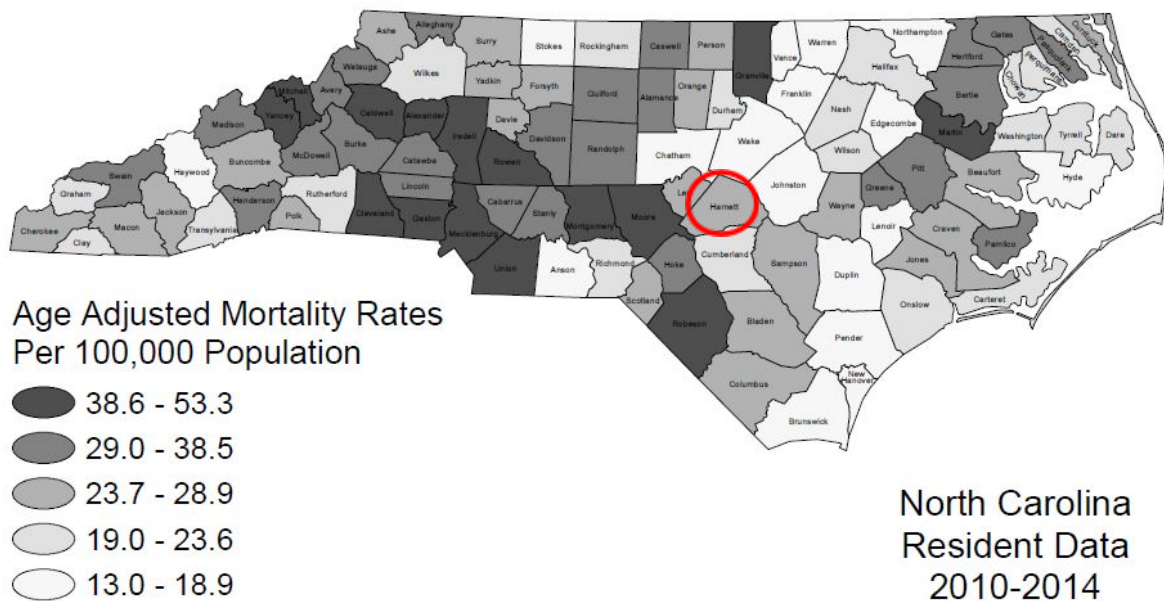 Ashe
Alleghany
Surry
Stokes
Rockingham
Caswell
Person
Granville
Vance
Warren
Northampton
Gates
Hertford
Halifax
Bertie
Camden
Currituck
Pasquotank
Perquimans
Chowan
Watauga
Wilkes
Yadkin
Forsyth
Guilford
Alamance
Orange
Durham
Franklin
Nash
Edgecombe
Martin
Washington
Tyrrell
Dare
Mitchell
Avery
Yancey
Caldwell
Alexander
Iredell
Davie
Davidson
Randolph
Chatham
Wake
Wilson
Madison
Burke
McDowell
Catawba
Rowan
Johnston
Greene
Pitt
Beaufort
Hyde
Swain
Haywood
Buncombe
Rutherford
Lincoln
Cabarrus
Stanly
Montgomery
Moore
Harnett
Wayne
Lenoir
Craven
Pamlico
Graham
Cherokee
Macon
Jackson
Clay
Transylvania
Henderson
Polk
Cleveland
Gaston
Mecklenburg
Union
Anson
Richmond
Hoke
Cumberland
Sampson
Duplin
Jones
Onslow
Carteret
Scotland
Robeson
Bladen
Pender
Columbus
New
Hanover
Brunswick
Age Adjusted Mortality Rates
Per 100,000 Population
38.6 - 53.3
29.0 - 38.5
23.7 - 28.9
19.0 - 23.6
13.0 - 18.9
North Carolina
Resident Data
2010-2014